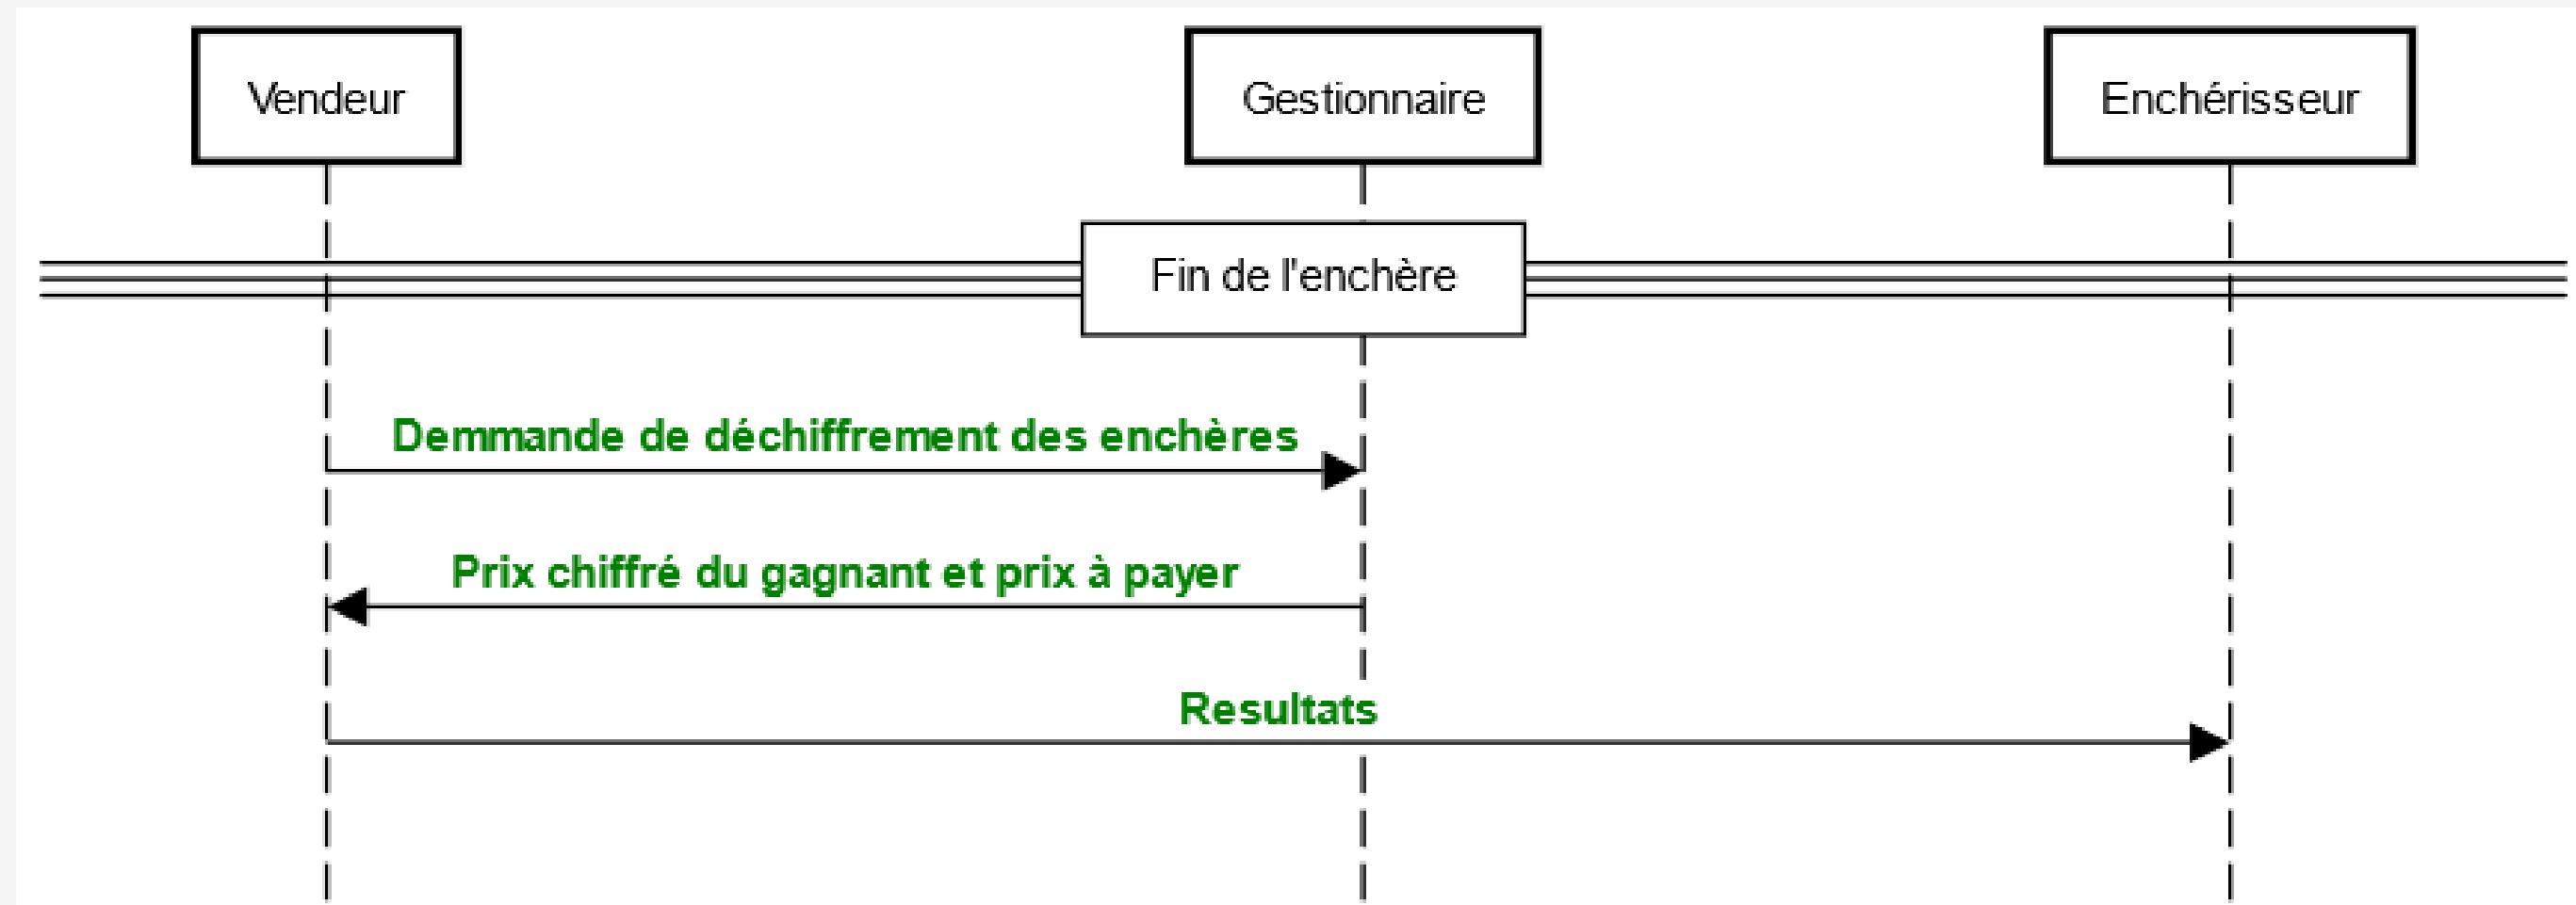 Vendeur
Gestionnaire
Enchérisseur
Fin de l'enchère
Demmande de déchiffrement des enchères
Prix chiffré du gagnant et prix à payer
Resultats